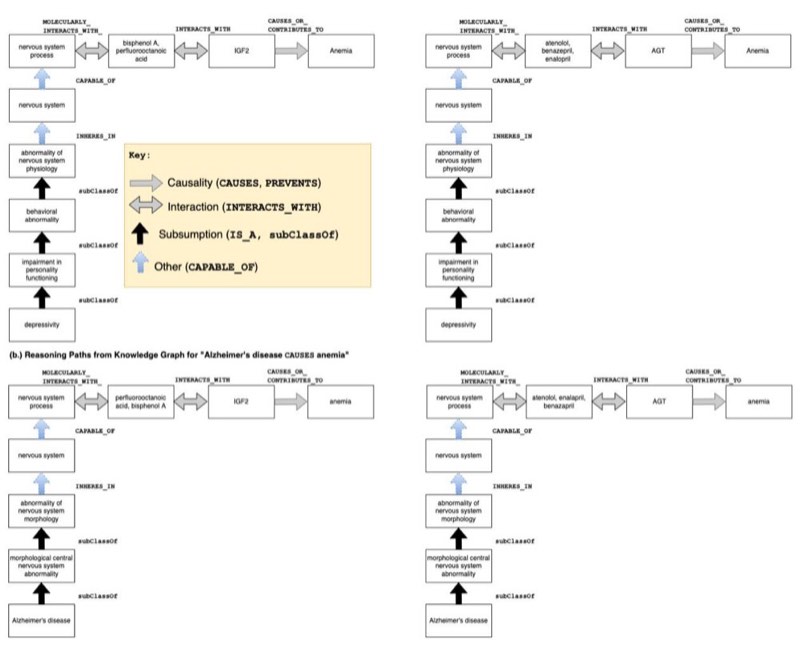 MOLECULARLY_
INTERACTS_WITH_
INTERACTS_WITH
CAUSES_OR_
CONTRIBUTES_TO
nervous system
process
bisphenol A,
perfluorooctanoic
acid
IGF2
Anemia
CAPABLE_OF
nervous system
INHERES_IN
abnormality of
nervous system
physiology
subClassOf
behavioral
abnormality
subClassOf
impairment in
personality
functioning
subClassOf
depressivity
Key:
Causality (CAUSES, PREVENTS)
Interaction (INTERACTS_WITH)
Subsumption (IS_A, subClassOf)
Other (CAPABLE_OF)
MOLECULARLY_
INTERACTS_WITH_
INTERACTS_WITH
CAUSES_OR_
CONTRIBUTES_TO
nervous system
process
atenolol,
benazepril,
enalopril
AGT
Anemia
CAPABLE_OF
nervous system
INHERES_IN
abnormality of
nervous system
physiology
subClassOf
behavioral
abnormality
subClassOf
impairment in
personality
functioning
subClassOf
depressivity
(b.) Reasoning Paths from Knowledge Graph for "Alzheimer's disease CAUSES anemia"
MOLECULARLY_
INTERACTS_WITH_
INTERACTS_WITH
CAUSES_OR_
CONTRIBUTES_TO
nervous system
process
perfluorooctanoic
acid, bisphenol A
IGF2
anemia
CAPABLE_OF
nervous system
INHERES_IN
abnormality of
nervous system
morphology
subClassOf
morphological central
nervous system
abnormality
subClassOf
Alzheimer's disease
MOLECULARLY_
INTERACTS_WITH_
INTERACTS_WITH
CAUSES_OR_
CONTRIBUTES_TO
nervous system
process
atenolol, enalapril,
benazapril
AGT
anemia
CAPABLE_OF
nervous system
INHERES_IN
abnormality of
nervous system
morphology
subClassOf
morphological central
nervous system
abnormality
subClassOf
Alzheimer's disease